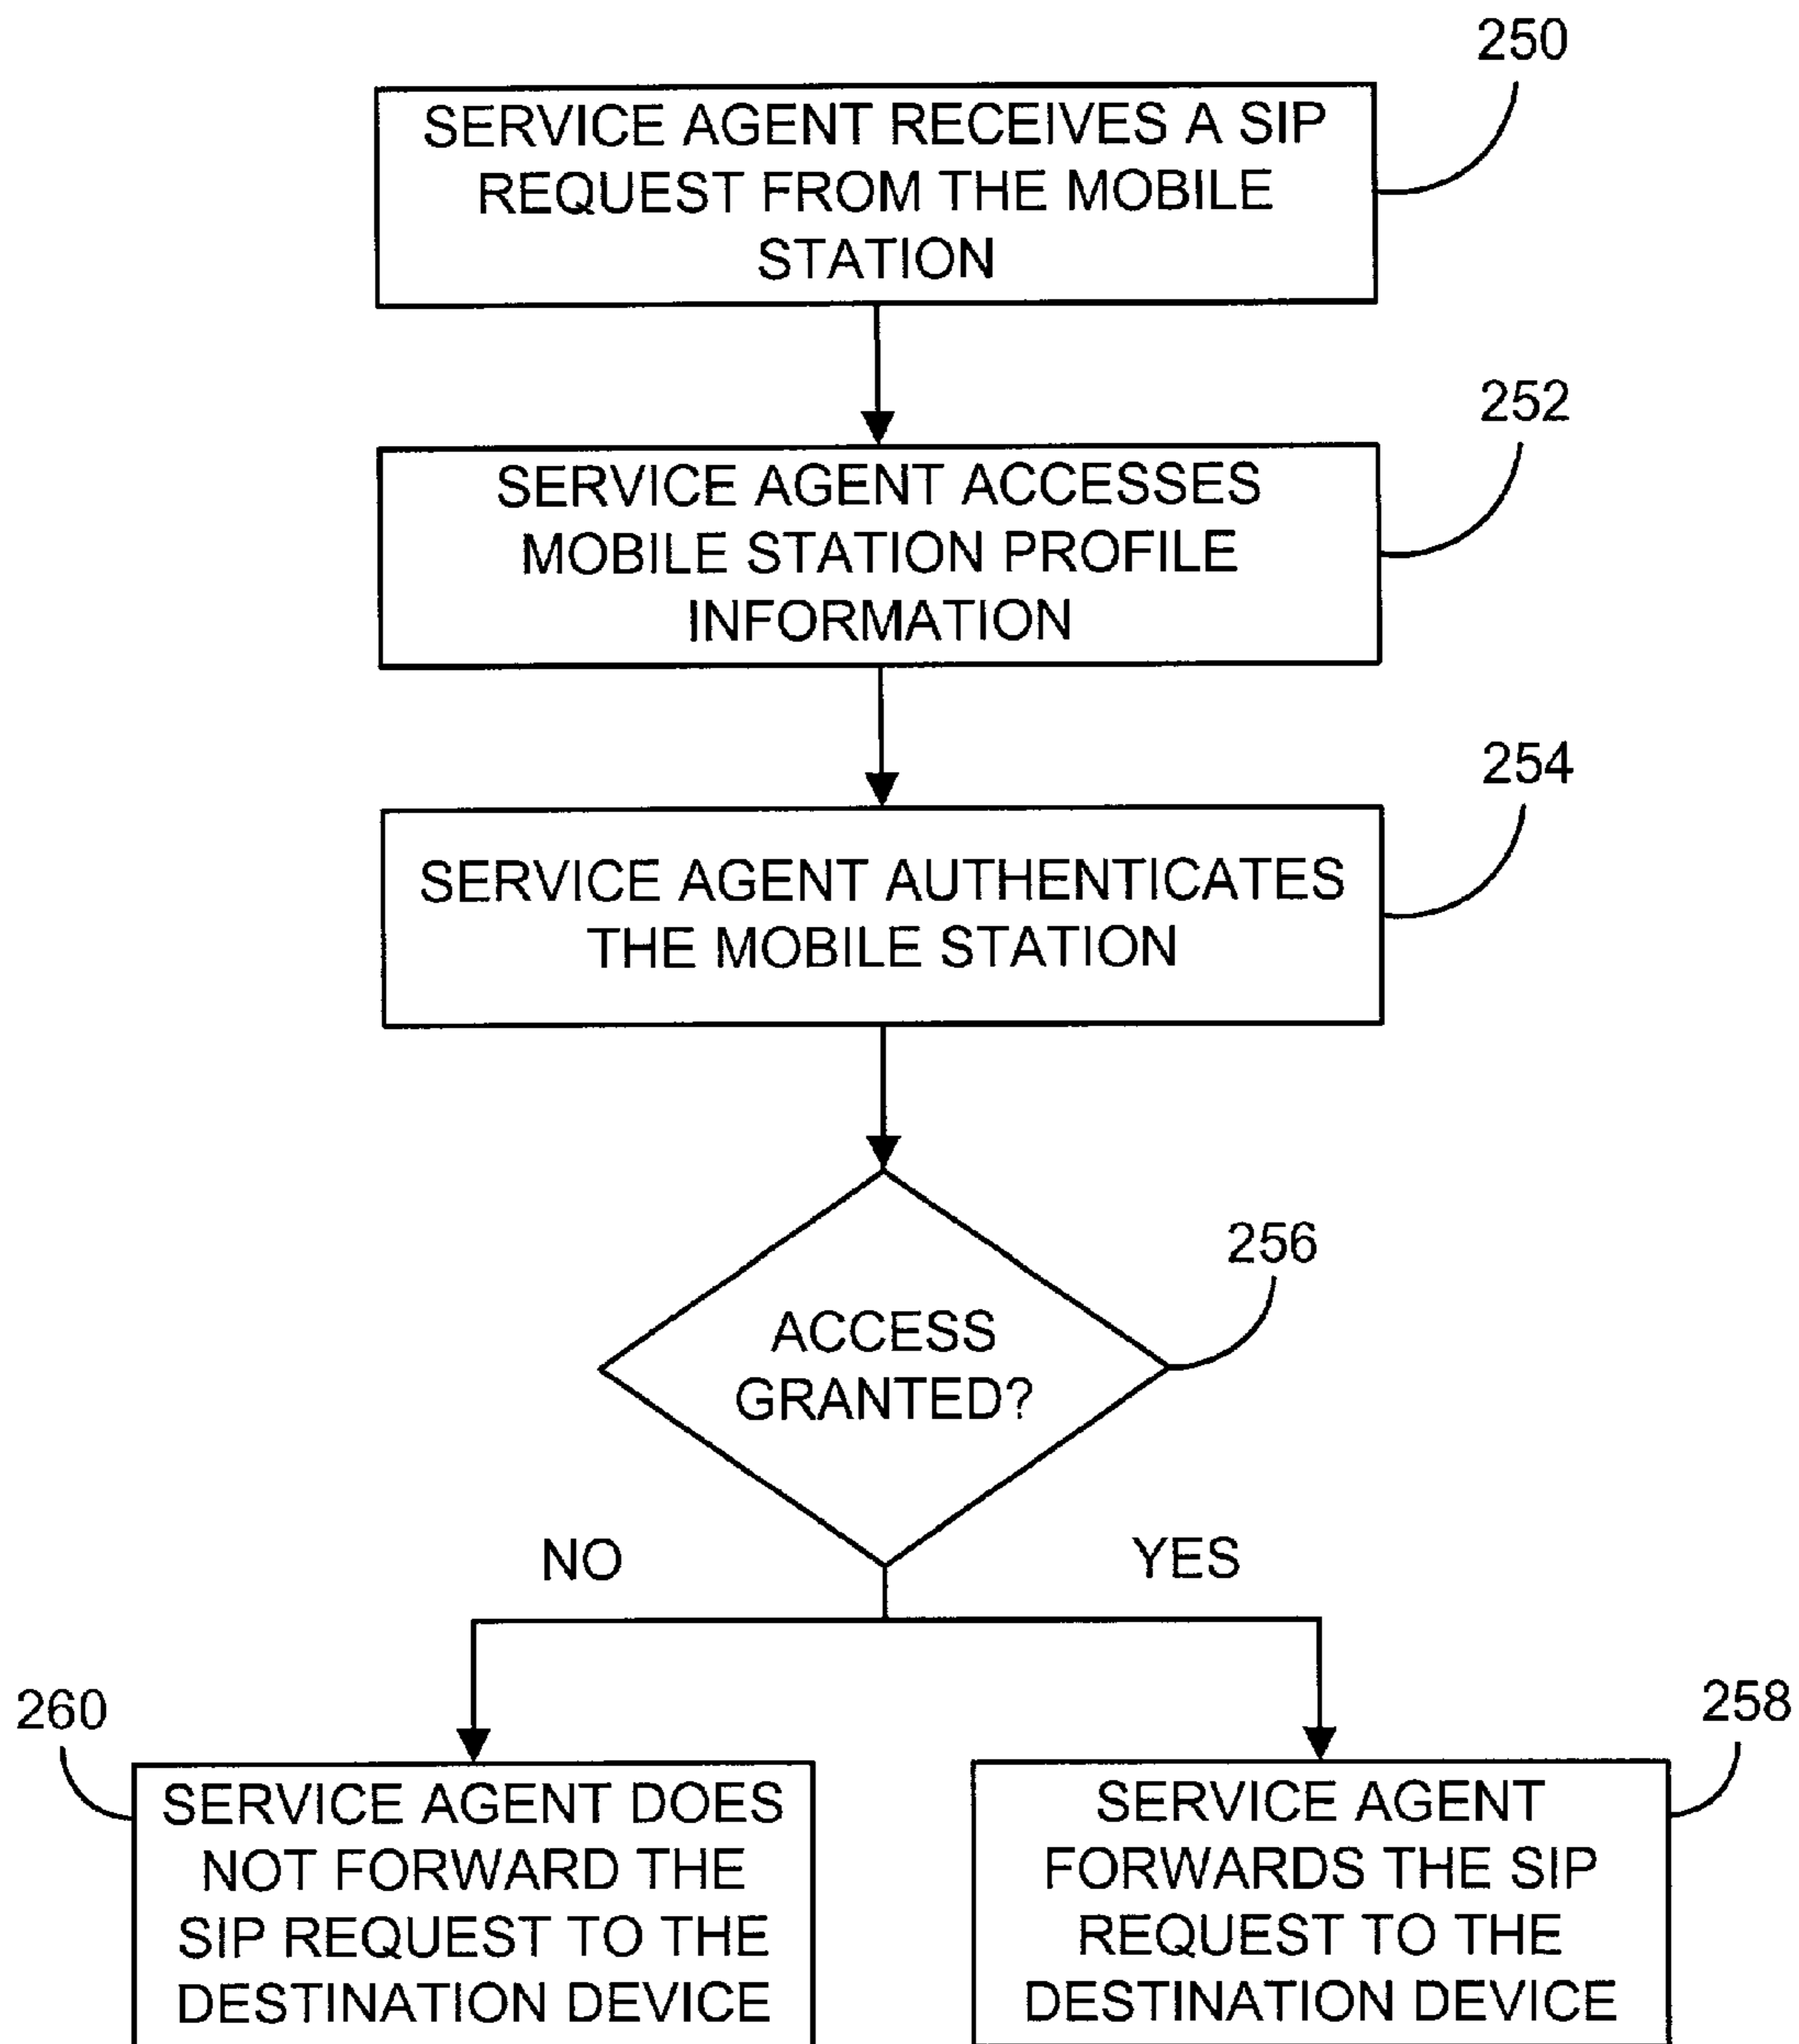 250
SERVICE AGENT RECEIVES A SIP
REQUEST FROM THE MOBILE
STATION
252
SERVICE AGENT ACCESSES
MOBILE STATION PROFILE
INFORMATION
254
SERVICE AGENT AUTHENTICATES
THE MOBILE STATION
256
ACCESS
GRANTED?
NO
YES
260
SERVICE AGENT DOES
NOT FORWARD THE
SIP REQUEST TO THE
DESTINATION DEVICE
258
SERVICE AGENT
FORWARDS THE SIP
REQUEST TO THE
DESTINATION DEVICE